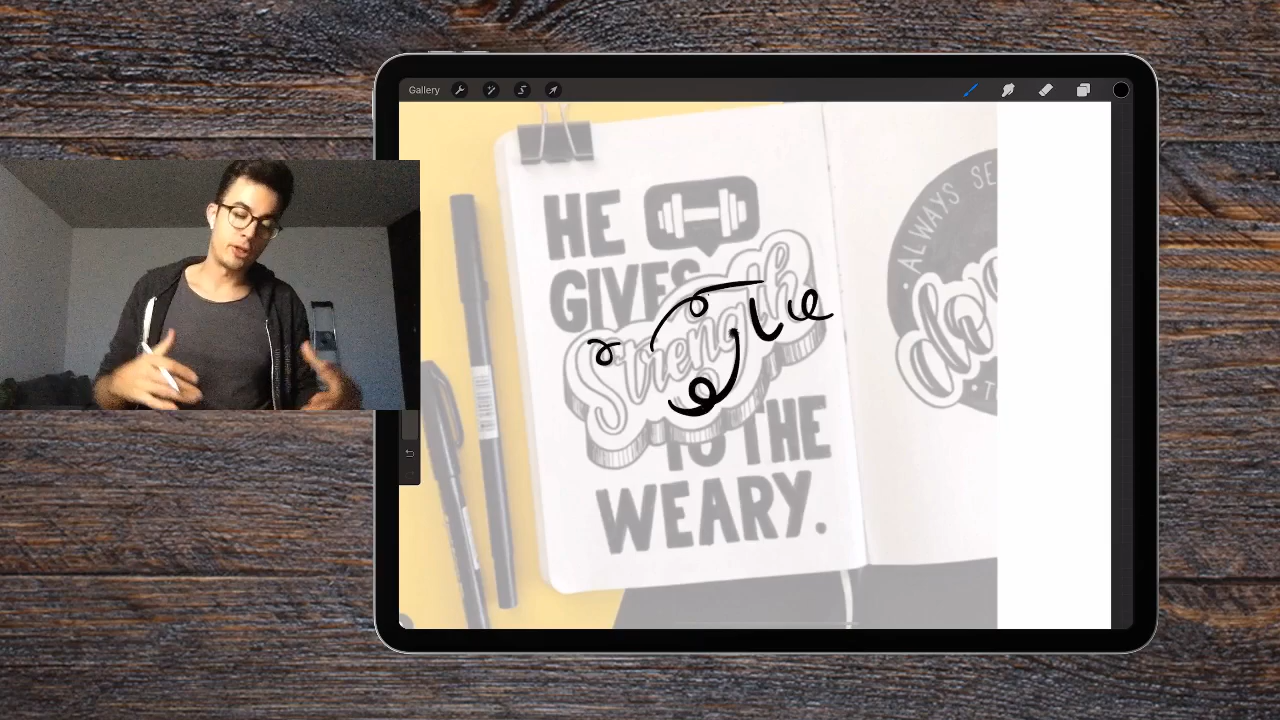 Gallery
HE
GIVES
Strength
TO THE
WEARY.
· ALWAYS SE